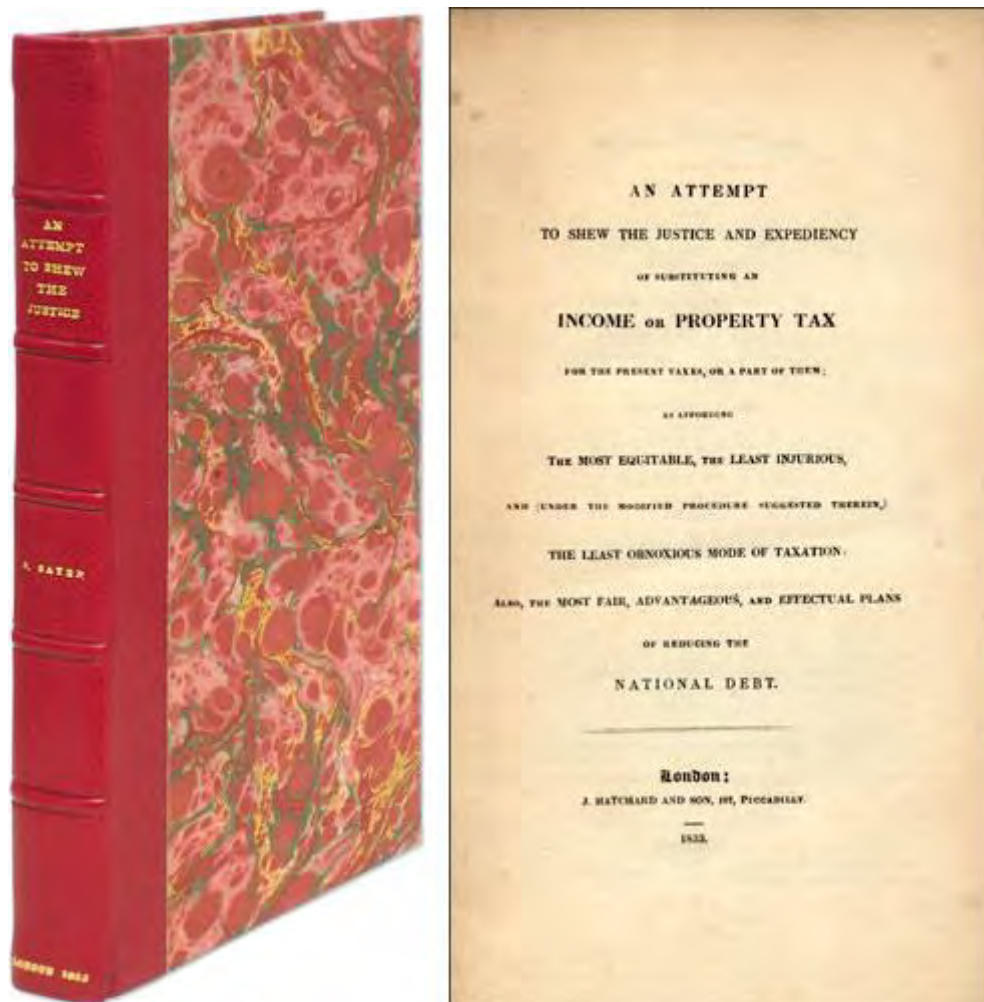 AN
ATTEMPT
TO SHEW
THE
JUSTICE
SAYER
LONDON 1833
AN ATTEMPT
TO SHEW THE JUSTICE AND EXPEDIENCY
OF SUBSTITUTING AN
INCOME OR PROPERTY TAX
FOR THE PRESENT TAXES, OR A PART OF THEM;
AS AFFORDING
THE MOST EQUITABLE, THE LEAST INJURIOUS,
AND (UNDER THE MODIFIED PROCEDURE SUGGESTED THEREIN,)
THE LEAST OBNOXIOUS MODE OF TAXATION:
ALSO, THE MOST FAIR, ADVANTAGEOUS, AND EFFECTUAL PLANS
OF REDUCING THE
NATIONAL DEBT.
London:
J. HATCHARD AND SON, 187, PICCADILLY.
1833.